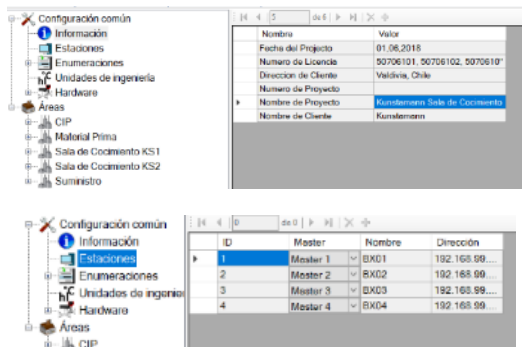 Configuración común
Información
Estaciones
Enumeraciones
Unidades de ingeniería
Hardware
Áreas
CIP
Material Prima
Sala de Cocimiento KS1
Sala de Cocimiento KS2
Suministro
5 de 6
Nombre Valor
Fecha del Projecto 01.06.2018
Numero de Licencia 50706101, 50706102, 5070610"
Direccion de Cliente Valdivia, Chile
Numero de Proyecto
Nombre de Proyecto Kunstamann Sala de Cocimiento
Nombre de Cliente Kunstamann
Configuración común
Información
Estaciones
Enumeraciones
Unidades de ingenier
Hardware
Áreas
CIP
0 de 0
ID Master Nombre Dirección
1 Master 1 BX01 192.168.99....
2 Master 2 BX02 192.168.99....
3 Master 3 BX03 192.168.99....
4 Master 4 BX04 192.168.99....